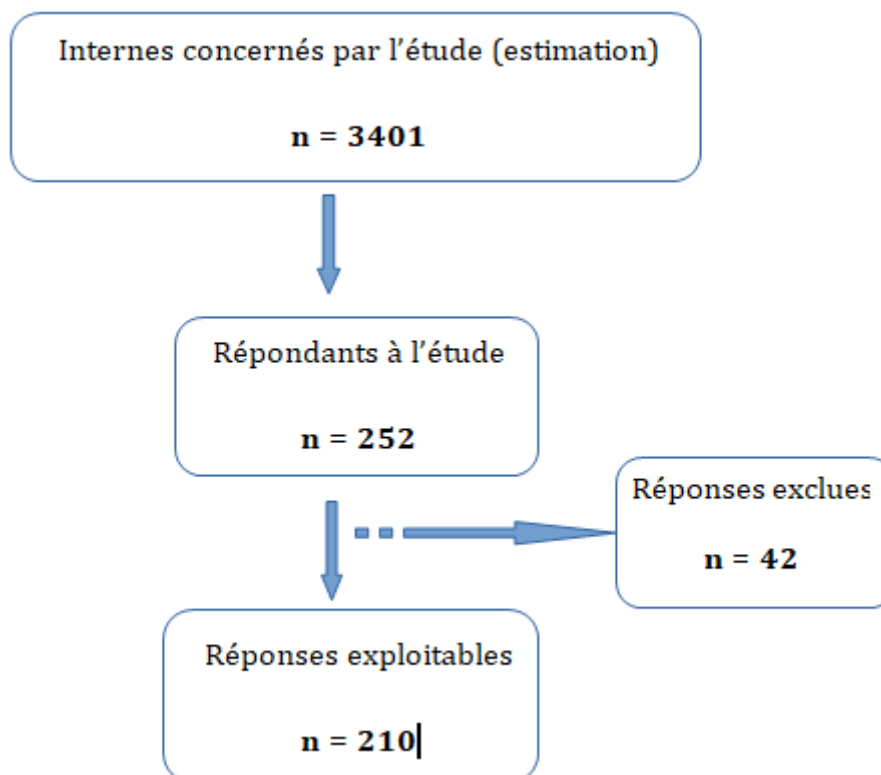 Internes concernés par l’étude (estimation)
n = 3401
Répondants à l’étude
n = 252
Réponses exclues
n = 42
Réponses exploitables
n = 210